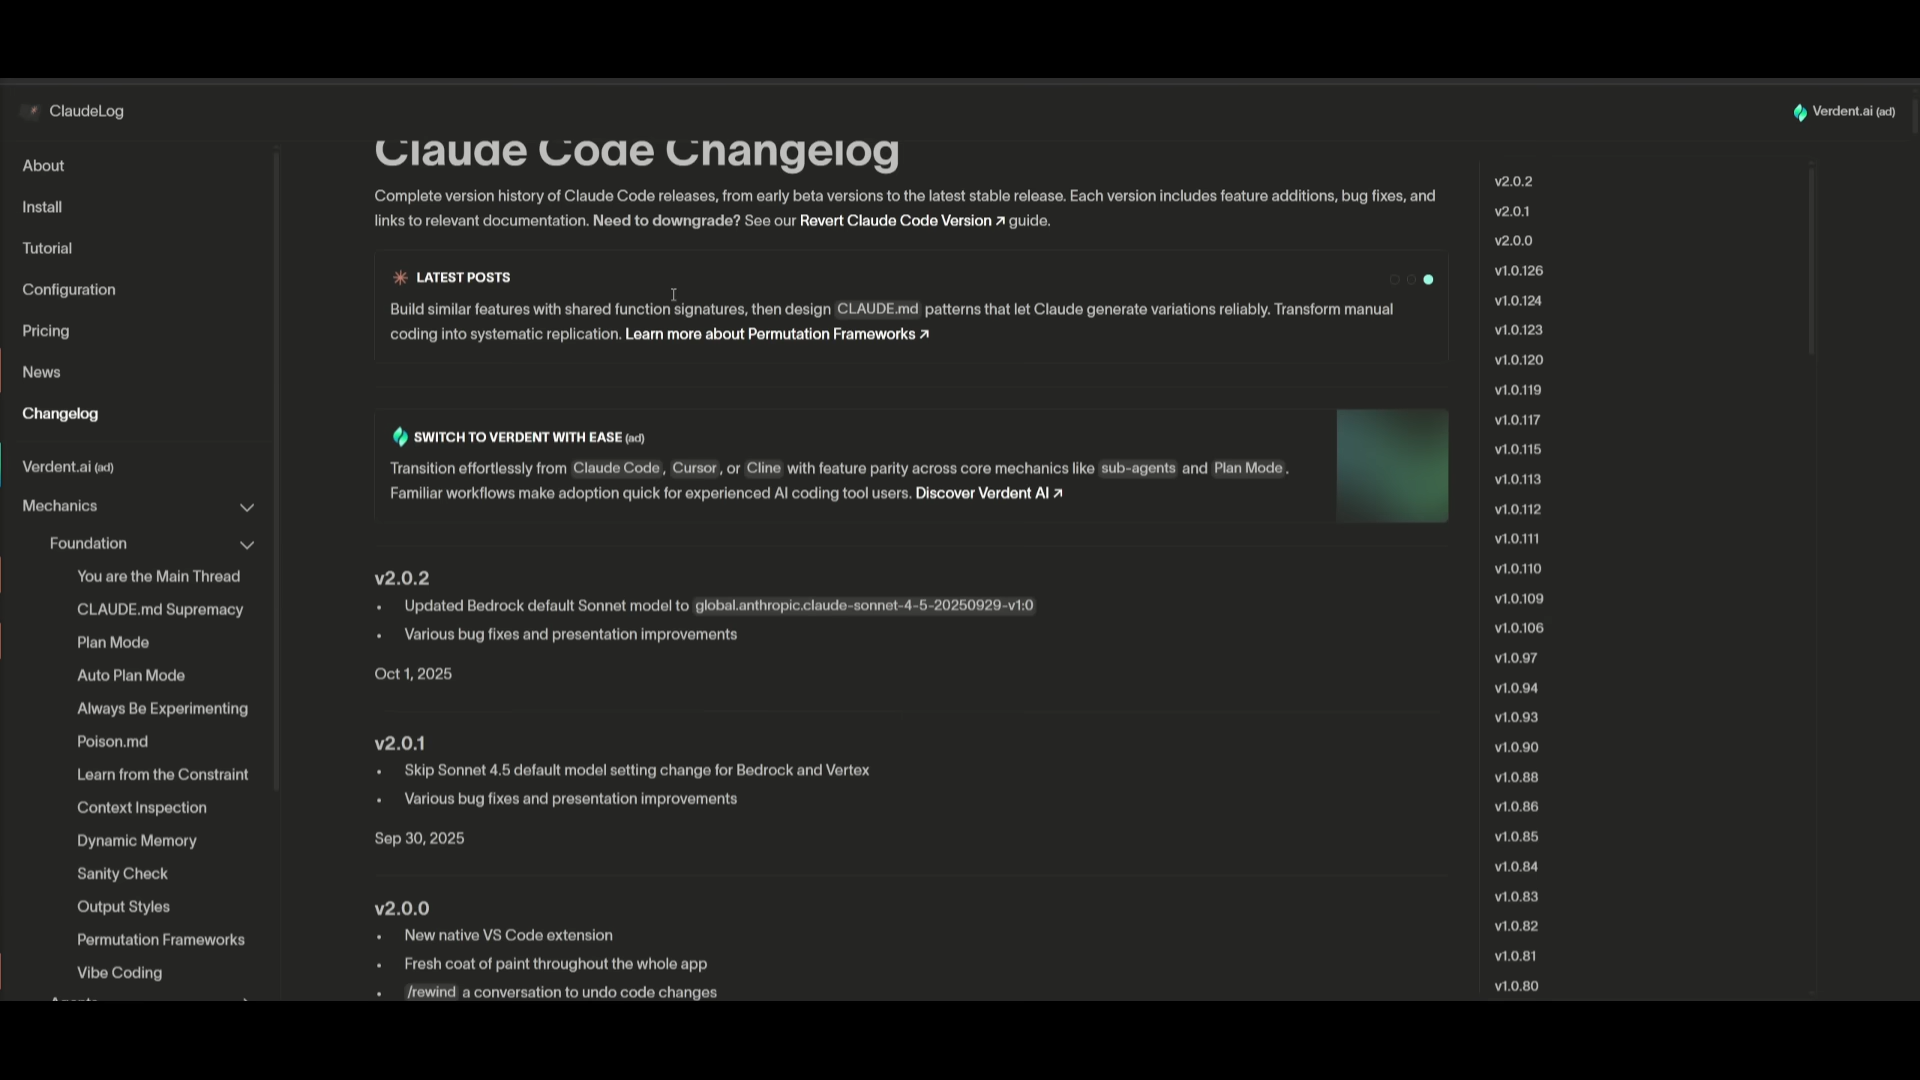 ClaudeLog
Verdent.ai (ad)
About
Install
Tutorial
Configuration
Pricing
News
Changelog
Verdent.ai (ad)
Mechanics
Foundation
You are the Main Thread
CLAUDE.md Supremacy
Plan Mode
Auto Plan Mode
Always Be Experimenting
Poison.md
Learn from the Constraint
Context Inspection
Dynamic Memory
Sanity Check
Output Styles
Permutation Frameworks
Vibe Coding
Agents
Claude Code Changelog
Complete version history of Claude Code releases, from early beta versions to the latest stable release. Each version includes feature additions, bug fixes, and
links to relevant documentation. Need to downgrade? See our Revert Claude Code Version ↗ guide.
LATEST POSTS
Build similar features with shared function signatures, then design CLAUDE.md patterns that let Claude generate variations reliably. Transform manual
coding into systematic replication. Learn more about Permutation Frameworks ↗
SWITCH TO VERDENT WITH EASE (ad)
Transition effortlessly from Claude Code, Cursor, or Cline with feature parity across core mechanics like sub-agents and Plan Mode.
Familiar workflows make adoption quick for experienced AI coding tool users. Discover Verdent AI ↗
v2.0.2
• Updated Bedrock default Sonnet model to global.anthropic.claude-sonnet-4-5-20250929-v1:0
• Various bug fixes and presentation improvements
Oct 1, 2025
v2.0.1
• Skip Sonnet 4.5 default model setting change for Bedrock and Vertex
• Various bug fixes and presentation improvements
Sep 30, 2025
v2.0.0
• New native VS Code extension
• Fresh coat of paint throughout the whole app
• /rewind a conversation to undo code changes
v2.0.2
v2.0.1
v2.0.0
v1.0.126
v1.0.124
v1.0.123
v1.0.120
v1.0.119
v1.0.117
v1.0.115
v1.0.113
v1.0.112
v1.0.111
v1.0.110
v1.0.109
v1.0.106
v1.0.97
v1.0.94
v1.0.93
v1.0.90
v1.0.88
v1.0.86
v1.0.85
v1.0.84
v1.0.83
v1.0.82
v1.0.81
v1.0.80